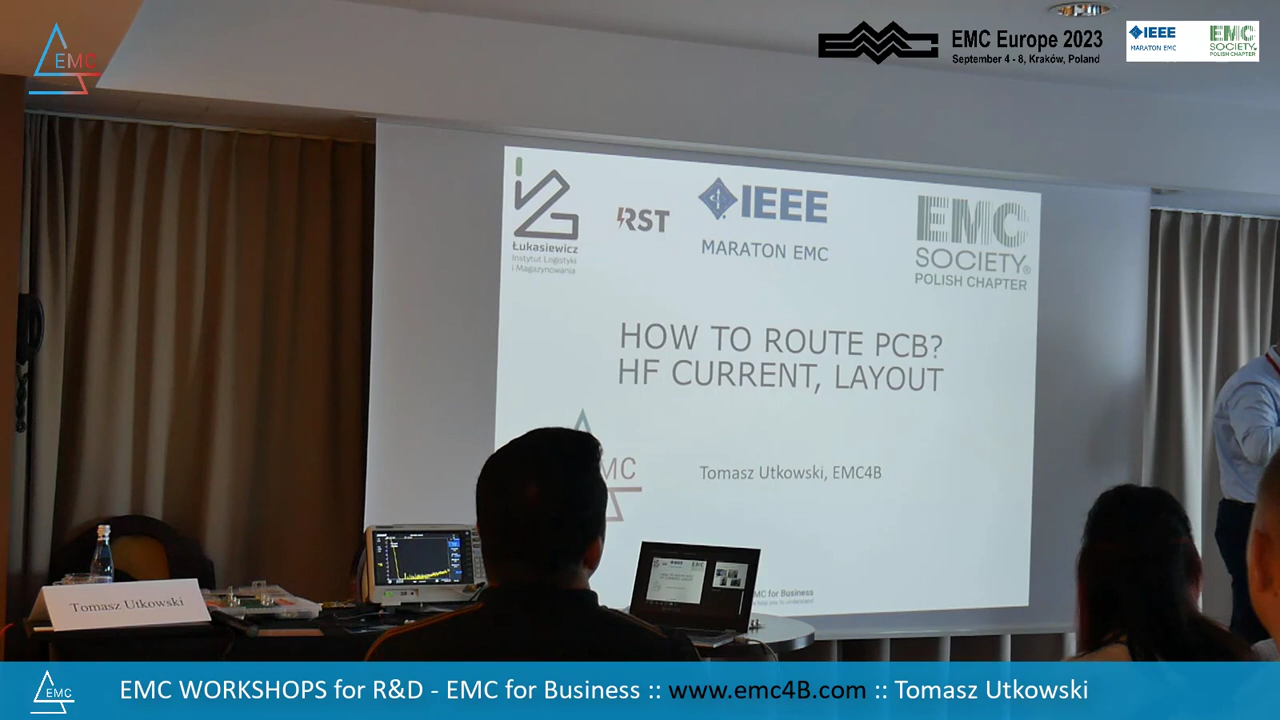 EMC
EMC
EMC Europe 2023
September 4 - 8, Kraków, Poland
IEEE
MARATON EMC
EMC
SOCIETY
POLISH CHAPTER
Łukasiewicz
Instytut Logistyki
i Magazynowania
RST
IEEE
MARATON EMC
EMC
SOCIETY®
POLISH CHAPTER
HOW TO ROUTE PCB?
HF CURRENT, LAYOUT
Tomasz Utkowski, EMC4B
MC
MC for Business
Tomasz Utkowski
EMC
EMC WORKSHOPS for R&D - EMC for Business :: www.emc4B.com :: Tomasz Utkowski